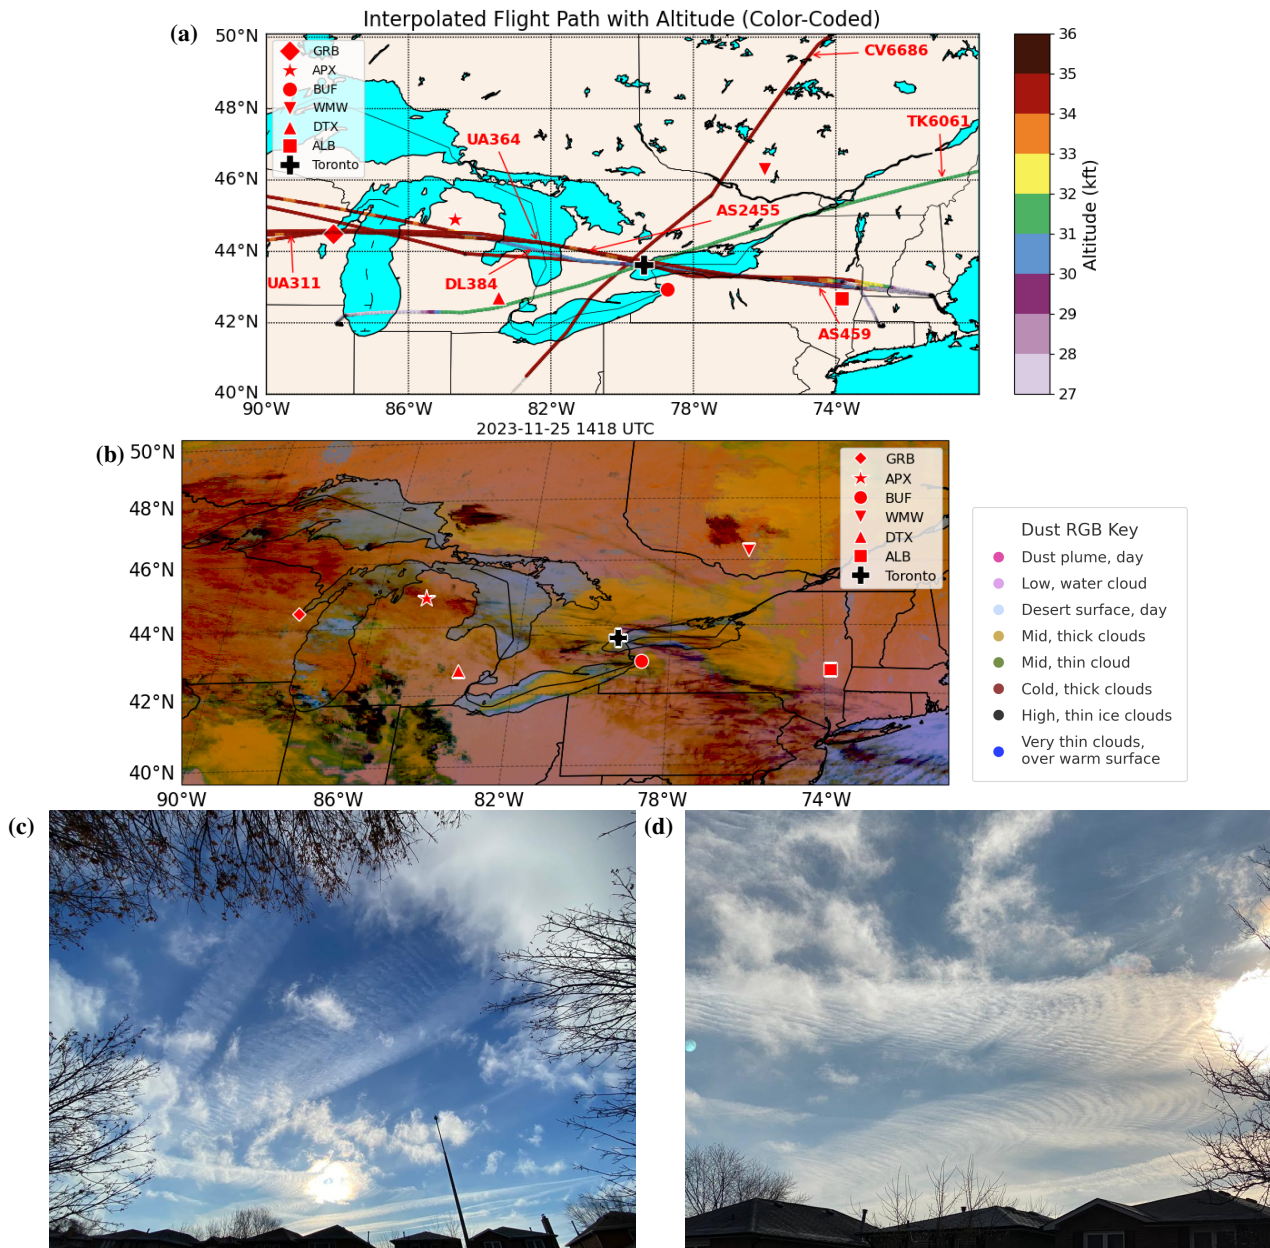 (a)
Interpolated Flight Path with Altitude (Color-Coded)
50°N
48°N
46°N
44°N
42°N
40°N
90°W
86°W
82°W
78°W
74°W
GRB
APX
BUF
WMW
DTX
ALB
Toronto
CV6686
TK6061
UA364
AS2455
UA311
DL384
AS459
36
35
34
33
32
31
30
29
28
27
Altitude (kft)
2023-11-25 1418 UTC
(b)
50°N
48°N
46°N
44°N
42°N
40°N
90°W
86°W
82°W
78°W
74°W
GRB
APX
BUF
WMW
DTX
ALB
Toronto
Dust RGB Key
Dust plume, day
Low, water cloud
Desert surface, day
Mid, thick clouds
Mid, thin cloud
Cold, thick clouds
High, thin ice clouds
Very thin clouds,
over warm surface
(c)
(d)